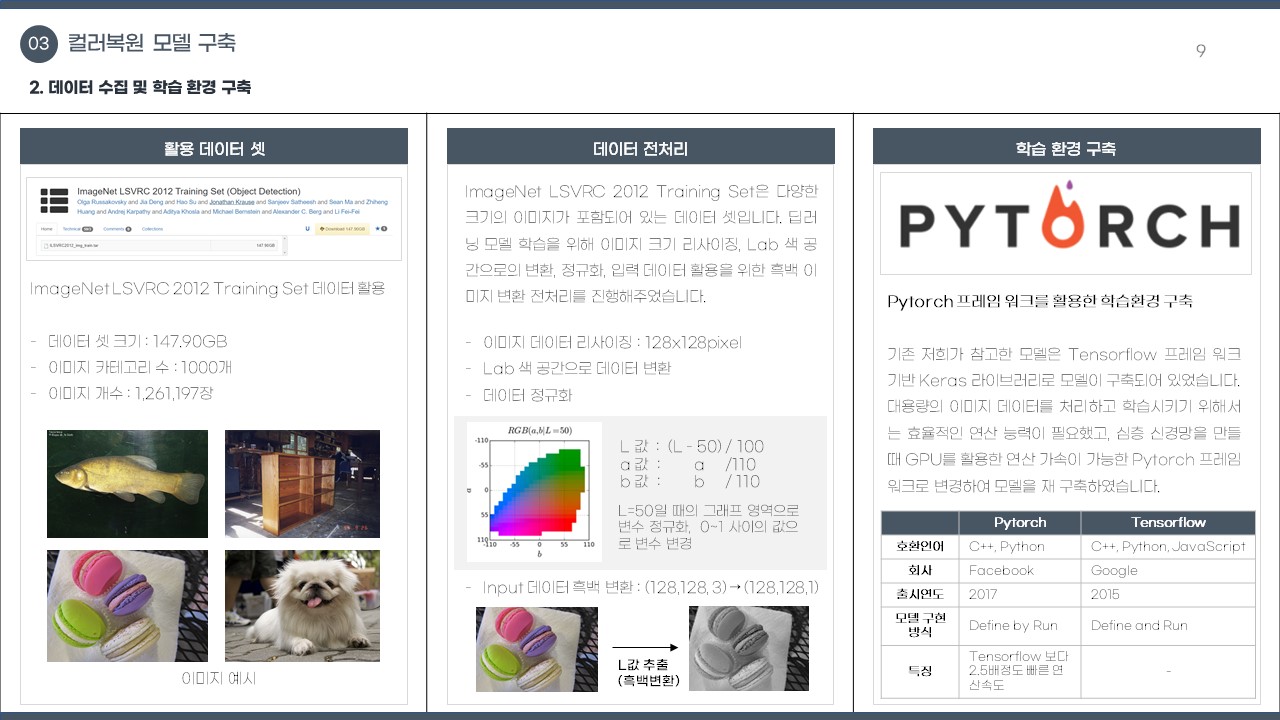 03 컬러복원 모델 구축
9
2. 데이터 수집 및 학습 환경 구축
활용 데이터 셋
ImageNet LSVRC 2012 Training Set (Object Detection)
Olga Russakovsky and Jia Deng and Hao Su and Jonathan Krause and Sanjeev Satheesh and Sean Ma and Zhiheng
Huang and Andrej Karpathy and Aditya Khosla and Michael Bernstein and Alexander C. Berg and Li Fei-Fei
Home Technical Comments Collections Download 147.90GB
ILSVRC2012_img_train.tar 147.90GB
ImageNet LSVRC 2012 Training Set 데이터 활용
- 데이터 셋 크기 : 147.90GB
- 이미지 카테고리 수 : 1000개
- 이미지 개수 : 1,261,197장
이미지 예시
데이터 전처리
ImageNet LSVRC 2012 Training Set은 다양한
크기의 이미지가 포함되어 있는 데이터 셋입니다. 딥러
닝 모델 학습을 위해 이미지 크기 리사이징, Lab 색 공
간으로의 변환, 정규화, 입력 데이터 활용을 위한 흑백 이
미지 변환 전처리를 진행해주었습니다.
- 이미지 데이터 리사이징 : 128x128pixel
- Lab 색 공간으로 데이터 변환
- 데이터 정규화
RGB(a,b|L=50)
-110
-55
0
55
110
a
-110 -55 0 55 110
b
L 값 : (L - 50) / 100
a 값 : a /110
b 값 : b / 110
L=50일 때의 그래프 영역으로
변수 정규화, 0~1 사이의 값으
로 변수 변경
- Input 데이터 흑백 변환 : (128,128, 3) → (128,128,1)
L값 추출
(흑백변환)
학습 환경 구축
PYTORCH
Pytorch 프레임 워크를 활용한 학습환경 구축
기존 저희가 참고한 모델은 Tensorflow 프레임 워크
기반 Keras 라이브러리로 모델이 구축되어 있었습니다.
대용량의 이미지 데이터를 처리하고 학습시키기 위해서
는 효율적인 연산 능력이 필요했고, 심층 신경망을 만들
때 GPU를 활용한 연산 가속이 가능한 Pytorch 프레임
워크로 변경하여 모델을 재 구축하였습니다.
Pytorch Tensorflow
호환언어 C++, Python C++, Python, JavaScript
회사 Facebook Google
출시연도 2017 2015
모델 구현
방식 Define by Run Define and Run
특징 Tensorflow 보다
2.5배정도 빠른 연
산속도 -